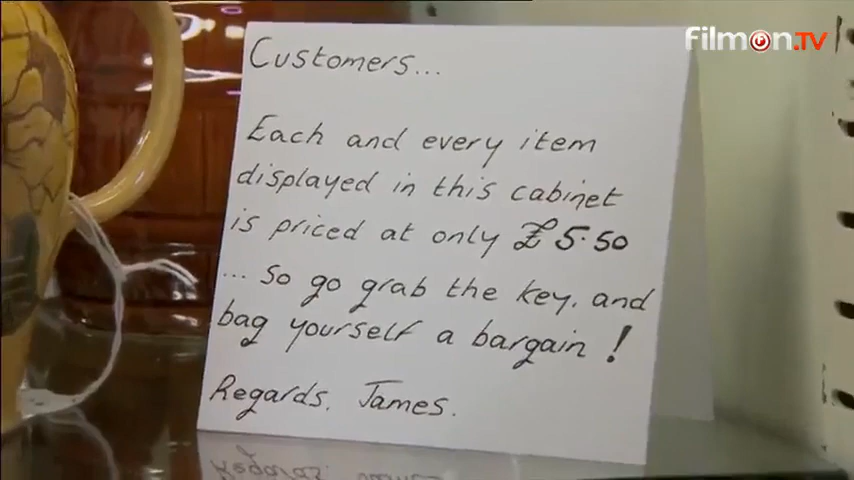 Filmon.TV
Customers...
Each and every item
displayed in this cabinet
is priced at only £5.50
... so go grab the key, and
bag yourself a bargain!
Regards, James.